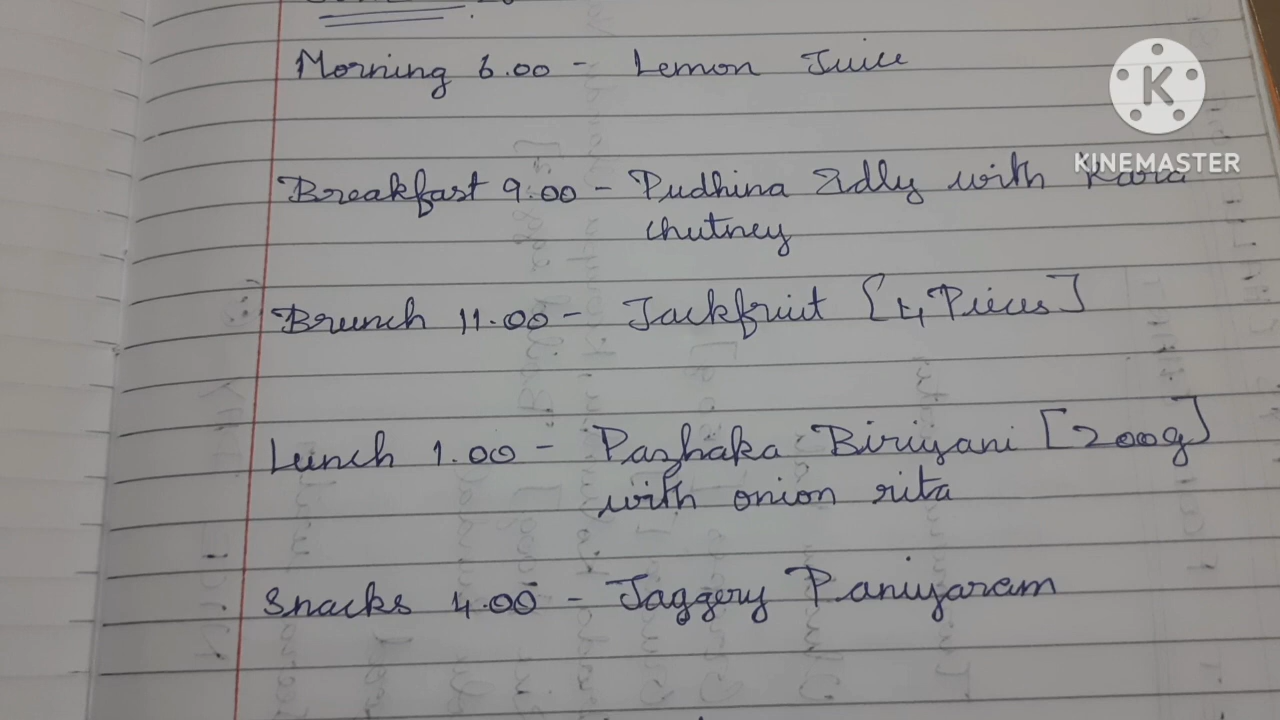 Morning 6.00 - Lemon Juice
KINEMASTER
Breakfast 9.00 - Pudhina Idly with Kara
chutney
Brunch 11.00 - Jackfruit [4 Pieces]
Lunch 1.00 - Pazhaka Biriyani [200g]
with onion rita
Snacks 4.00 - Jaggery Paniyaram